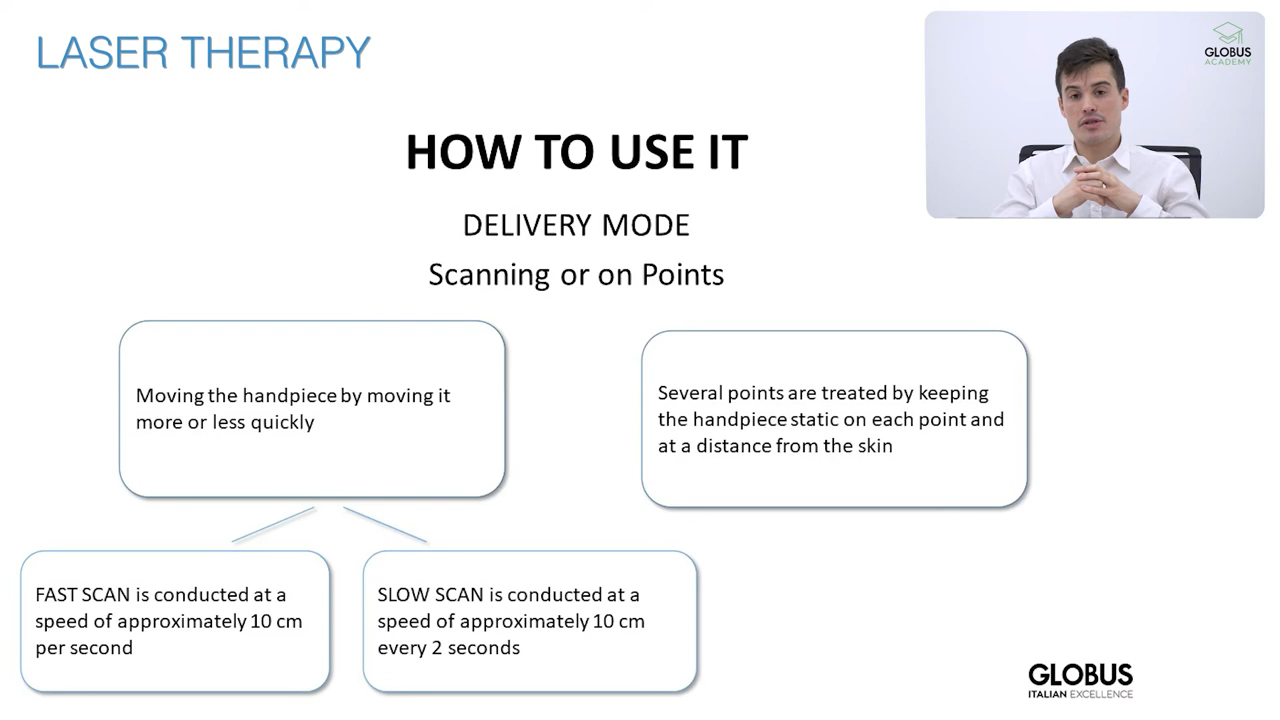 LASER THERAPY
GLOBUS
ACADEMY
HOW TO USE IT
DELIVERY MODE
Scanning or on Points
Moving the handpiece by moving it
more or less quickly
Several points are treated by keeping
the handpiece static on each point and
at a distance from the skin
FAST SCAN is conducted at a
speed of approximately 10 cm
per second
SLOW SCAN is conducted at a
speed of approximately 10 cm
every 2 seconds
GLOBUS
ITALIAN EXCELLENCE